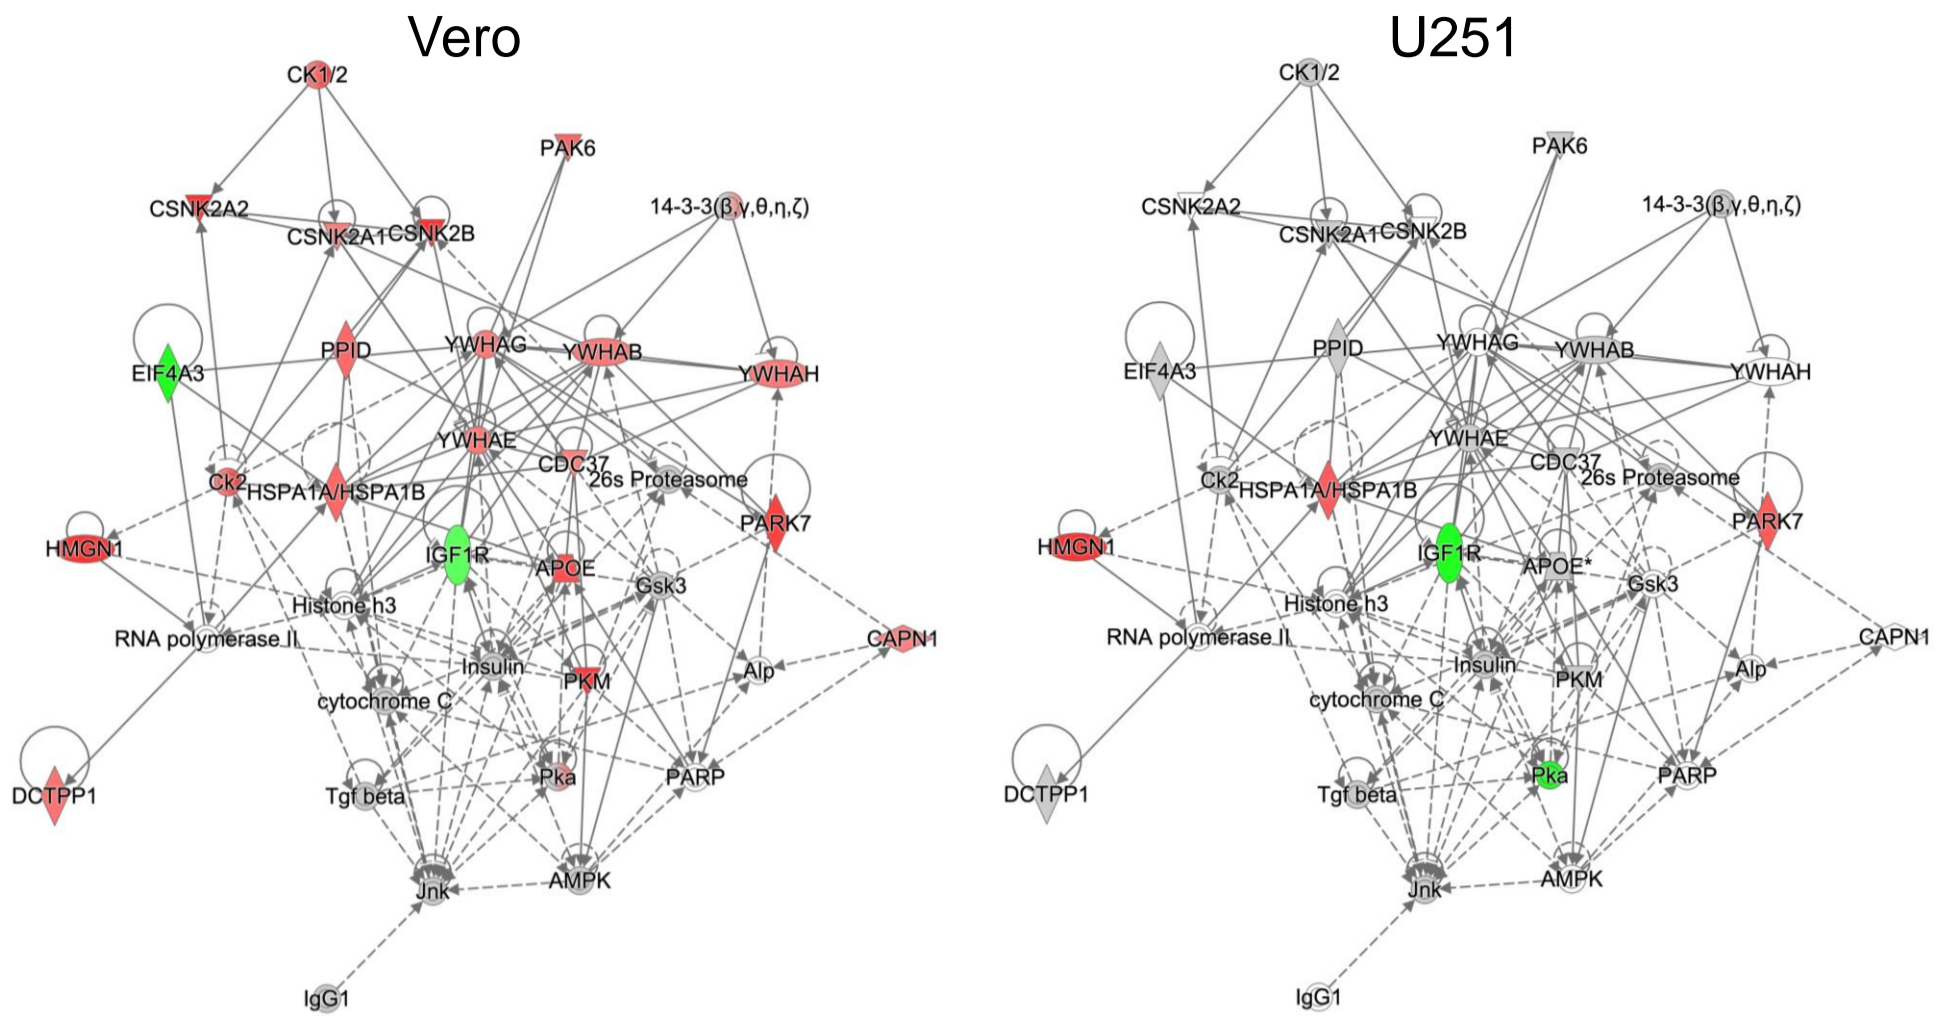 Vero
CK1/2
PAK6
CSNK2A2
14-3-3(β,γ,θ,η,ζ)
CSNK2A1
CSNK2B
EIF4A3
PPID
YWHAG
YWHAB
YWHAH
YWHAE
CDC37
26s Proteasome
Ck2
HSPA1A/HSPA1B
PARK7
HMGN1
IGF1R
APOE
Gsk3
Histone h3
RNA polymerase II
CAPN1
Insulin
Alp
PKM
cytochrome C
DCTPP1
Tgf beta
Pka
PARP
Jnk
AMPK
IgG1
U251
CK1/2
PAK6
CSNK2A2
14-3-3(β,γ,θ,η,ζ)
CSNK2A1
CSNK2B
EIF4A3
PPID
YWHAG
YWHAB
YWHAH
YWHAE
CDC37
26s Proteasome
Ck2
HSPA1A/HSPA1B
PARK7
HMGN1
IGF1R
APOE*
Gsk3
Histone h3
RNA polymerase II
CAPN1
Insulin
Alp
PKM
cytochrome C
DCTPP1
Tgf beta
Pka
PARP
Jnk
AMPK
IgG1